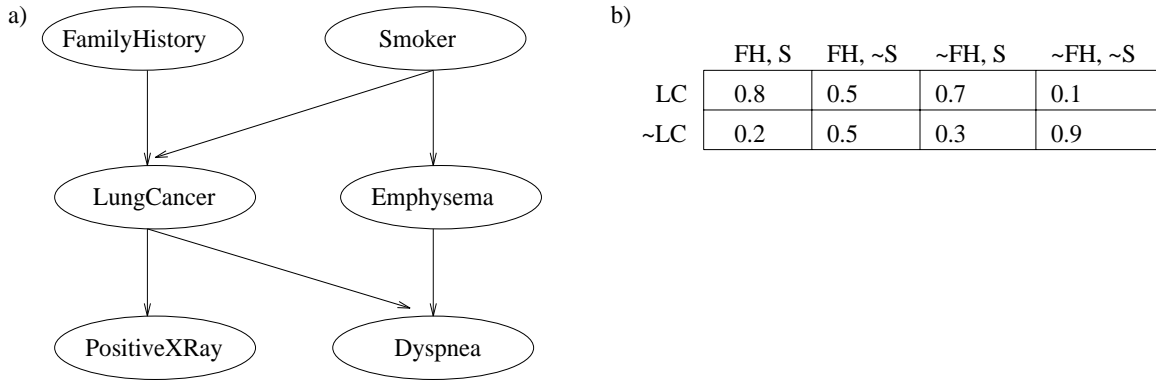 a)
FamilyHistory
Smoker
LungCancer
Emphysema
PositiveXRay
Dyspnea
b)
FH, S FH, ~S ~FH, S ~FH, ~S
LC 0.8 0.5 0.7 0.1
~LC 0.2 0.5 0.3 0.9